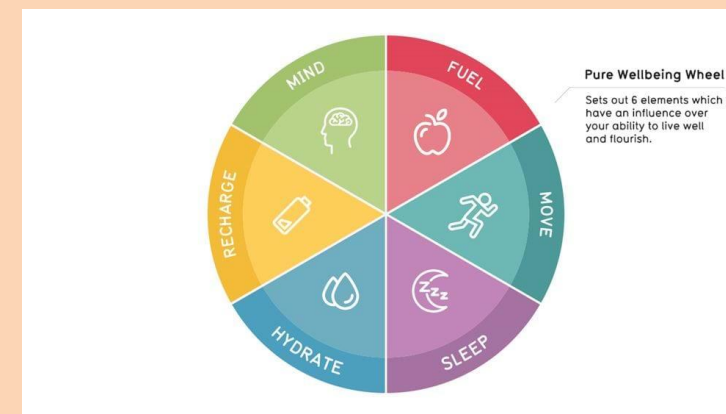 MIND
FUEL
MOVE
SLEEP
HYDRATE
RECHARGE
zzz
Pure Wellbeing Wheel
Sets out 6 elements which
have an influence over
your ability to live well
and flourish.